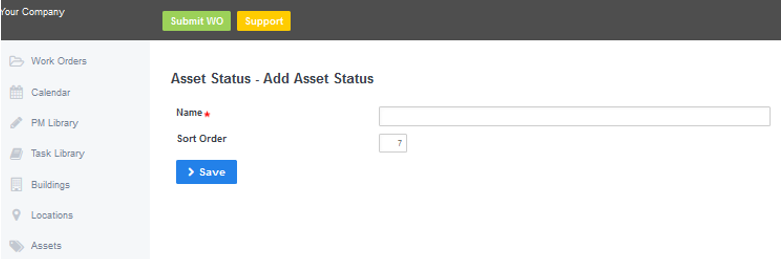 Your Company
Submit WO
Support
Work Orders
Calendar
PM Library
Task Library
Buildings
Locations
Assets
Asset Status - Add Asset Status
Name*
Sort Order
7
Save